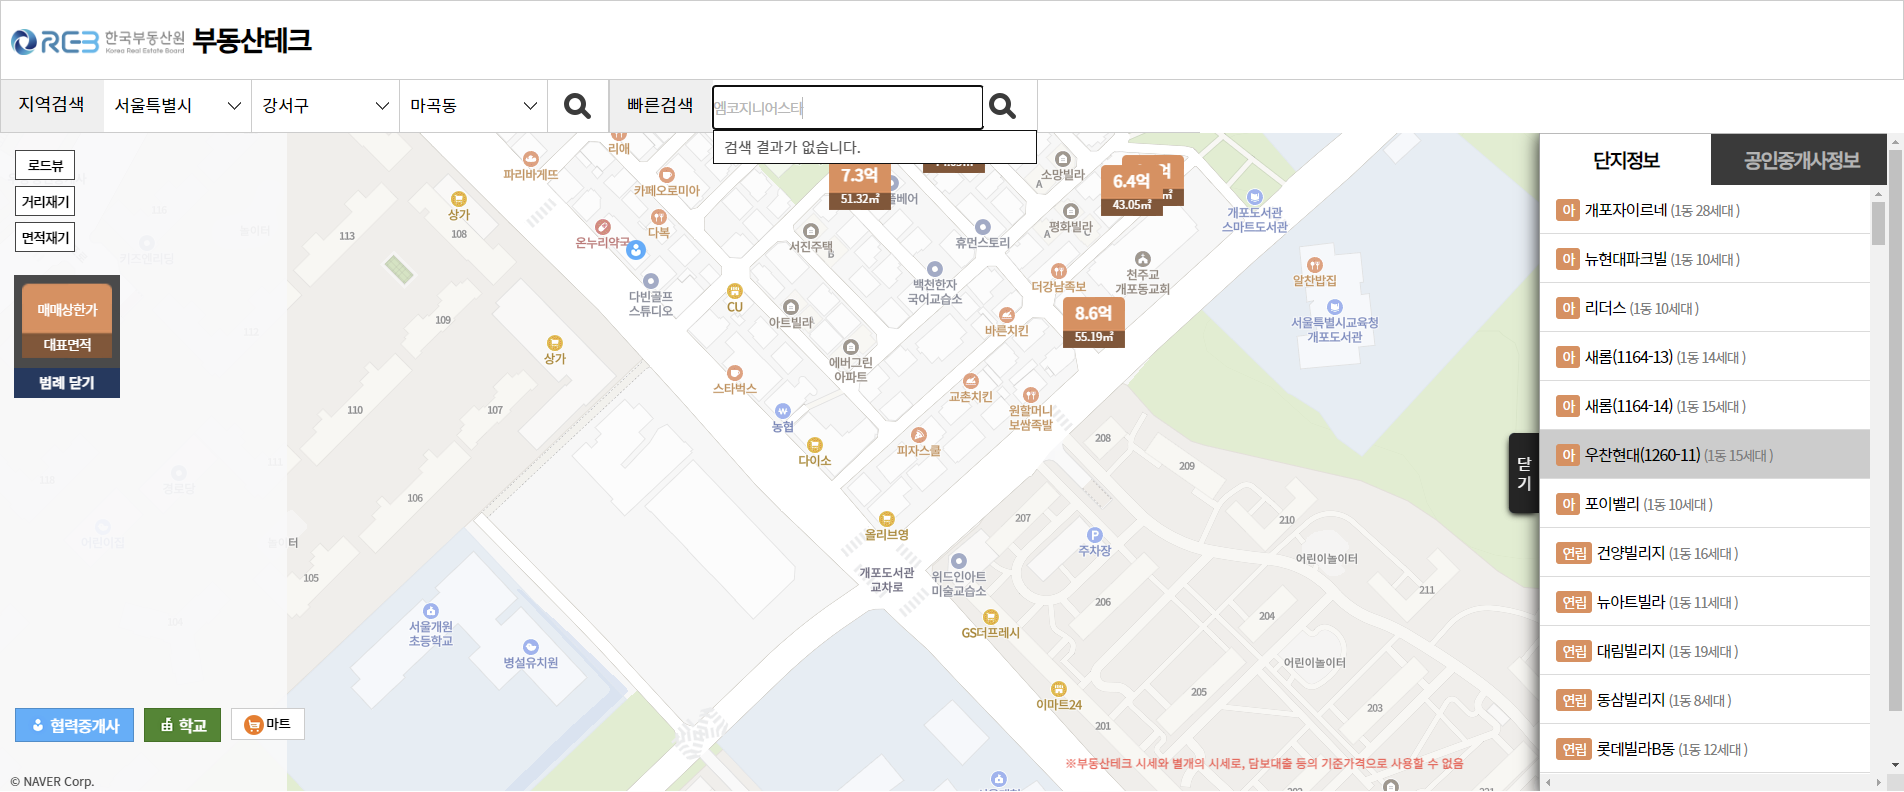 REB 한국부동산원 부동산테크
Korea Real Estate Board
지역검색 서울특별시 강서구 마곡동 빠른검색 엠코지니어스타
검색 결과가 없습니다.
로드뷰
거리재기
면적재기
매매상한가
대표면적
범례 닫기
리애
파리바게뜨
카페오로미아
상가
108
다복
온누리약국
113
7.3억
51.32㎡
서진주택
B
휴먼스토리
소망빌라
A
6.4억
43.05㎡
평화빌라
A
개포도서관
스마트도서관
천주교
개포동교회
알찬밥집
서울특별시교육청
개포도서관
다빈골프
스튜디오
CU
아트빌라
백천한자
국어교습소
더강남족보
바른치킨
8.6억
55.19㎡
109
상가
에버그린
아파트
스타벅스
교촌치킨
원할머니
보쌈족발
110
107
농협
다이소
피자스쿨
208
209
106
올리브영
207
210
주차장
어린이놀이터
105
개포도서관
교차로
위드인아트
미술교습소
211
206
204
GS더프레시
서울개원
초등학교
병설유치원
어린이놀이터
205
203
이마트24
201
※부동산테크 시세와 별개의 시세로, 담보대출 등의 기준가격으로 사용할 수 없음
협력중개사 학교 마트
© NAVER Corp.
닫
기
단지정보 공인중개사정보
아 개포자이르네 (1동 28세대 )
아 뉴현대파크빌 (1동 10세대 )
아 리더스 (1동 10세대 )
아 새롬(1164-13) (1동 14세대 )
아 새롬(1164-14) (1동 15세대 )
아 우찬현대(1260-11) (1동 15세대 )
아 포이벨리 (1동 10세대 )
연립 건양빌리지 (1동 16세대 )
연립 뉴아트빌라 (1동 11세대 )
연립 대림빌리지 (1동 19세대 )
연립 동삼빌리지 (1동 8세대 )
연립 롯데빌라B동 (1동 12세대 )